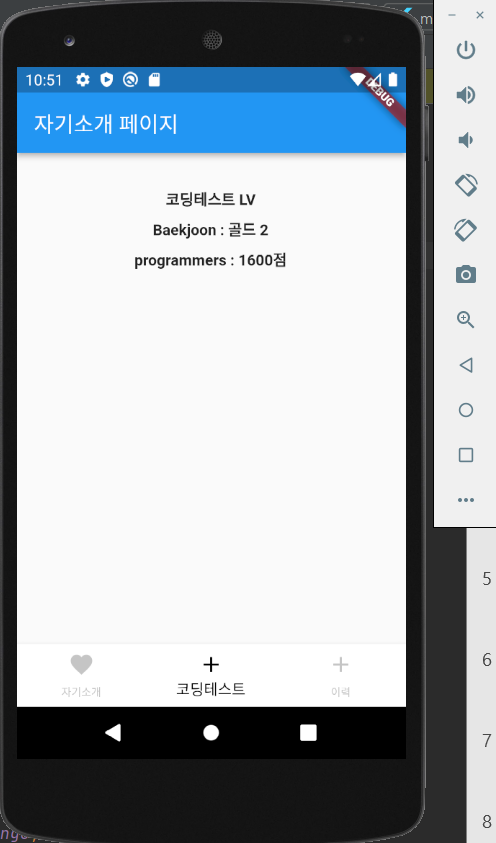 m
10:51
DEBUG
자기소개 페이지
코딩테스트 LV
Baekjoon : 골드 2
programmers : 1600점
자기소개
코딩테스트
이력
5
6
7
8